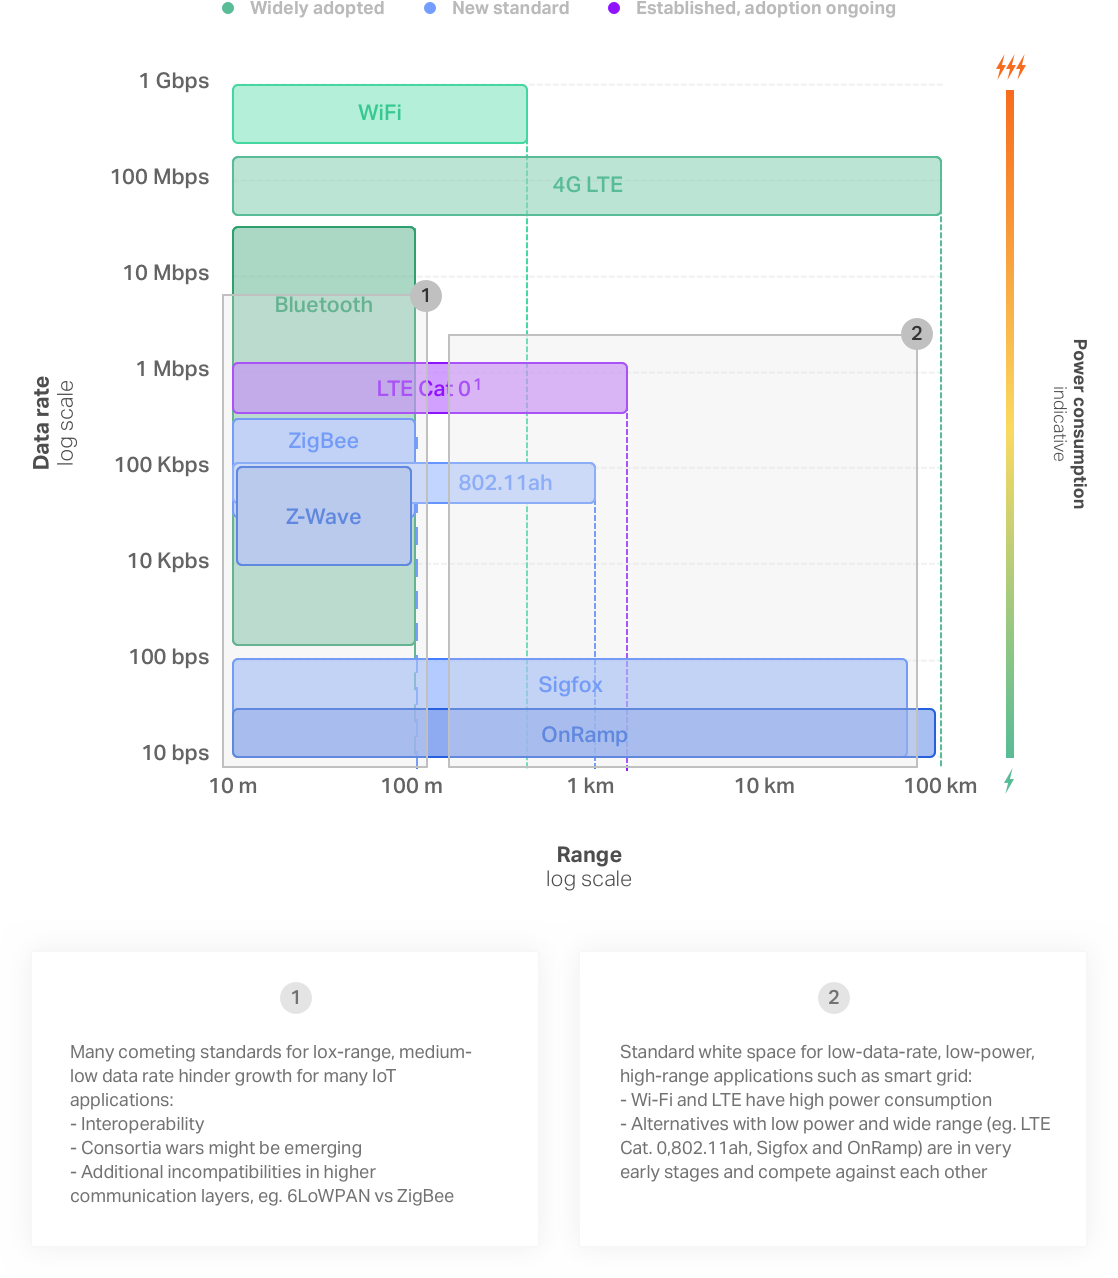 Widely adopted
New standard
Established, adoption ongoing
1 Gbps
WiFi
100 Mbps
4G LTE
10 Mbps
Bluetooth
1
2
1 Mbps
LTE Cat 0¹
ZigBee
100 Kbps
802.11ah
Z-Wave
10 Kpbs
100 bps
Sigfox
OnRamp
10 bps
Data rate
log scale
Power consumption
indicative
10 m
100 m
1 km
10 km
100 km
Range
log scale
1
Many cometing standards for lox-range, medium-
low data rate hinder growth for many IoT
applications:
- Interoperability
- Consortia wars might be emerging
- Additional incompatibilities in higher
communication layers, eg. 6LoWPAN vs ZigBee
2
Standard white space for low-data-rate, low-power,
high-range applications such as smart grid:
- Wi-Fi and LTE have high power consumption
- Alternatives with low power and wide range (eg. LTE
Cat. 0,802.11ah, Sigfox and OnRamp) are in very
early stages and compete against each other